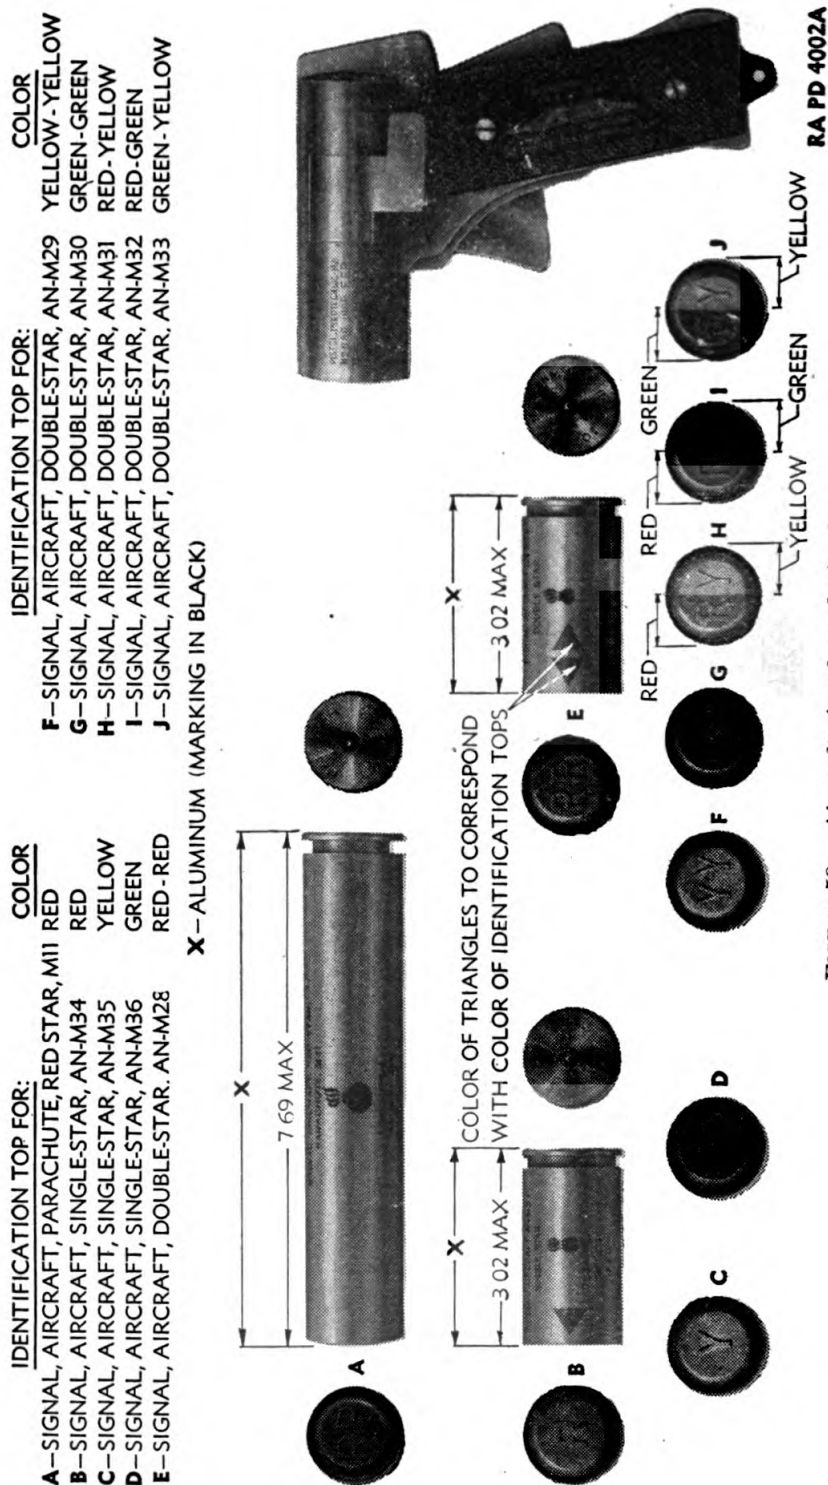 IDENTIFICATION TOP FOR: COLOR
A—SIGNAL, AIRCRAFT, PARACHUTE, RED STAR, M11 RED
B—SIGNAL, AIRCRAFT, SINGLE-STAR, AN-M34 RED
C—SIGNAL, AIRCRAFT, SINGLE-STAR, AN-M35 YELLOW
D—SIGNAL, AIRCRAFT, SINGLE-STAR, AN-M36 GREEN
E—SIGNAL, AIRCRAFT, DOUBLE-STAR. AN-M28 RED-RED
IDENTIFICATION TOP FOR: COLOR
F—SIGNAL, AIRCRAFT, DOUBLE-STAR, AN-M29 YELLOW-YELLOW
G—SIGNAL, AIRCRAFT, DOUBLE-STAR, AN-M30 GREEN-GREEN
H—SIGNAL, AIRCRAFT, DOUBLE-STAR, AN-M31 RED-YELLOW
I—SIGNAL, AIRCRAFT, DOUBLE-STAR, AN-M32 RED-GREEN
J—SIGNAL, AIRCRAFT, DOUBLE-STAR. AN-M33 GREEN-YELLOW
X—ALUMINUM (MARKING IN BLACK)
X
7 69 MAX
A
X
3 02 MAX
B
COLOR OF TRIANGLES TO CORRESPOND
WITH COLOR OF IDENTIFICATION TOPS
X
3 02 MAX
DOUBLE STAR
E
RR
Y
C
D
YY
F
G
RED
RY
H
YELLOW
RED
I
GREEN
GREEN
Y
J
YELLOW
RA PD 4002A